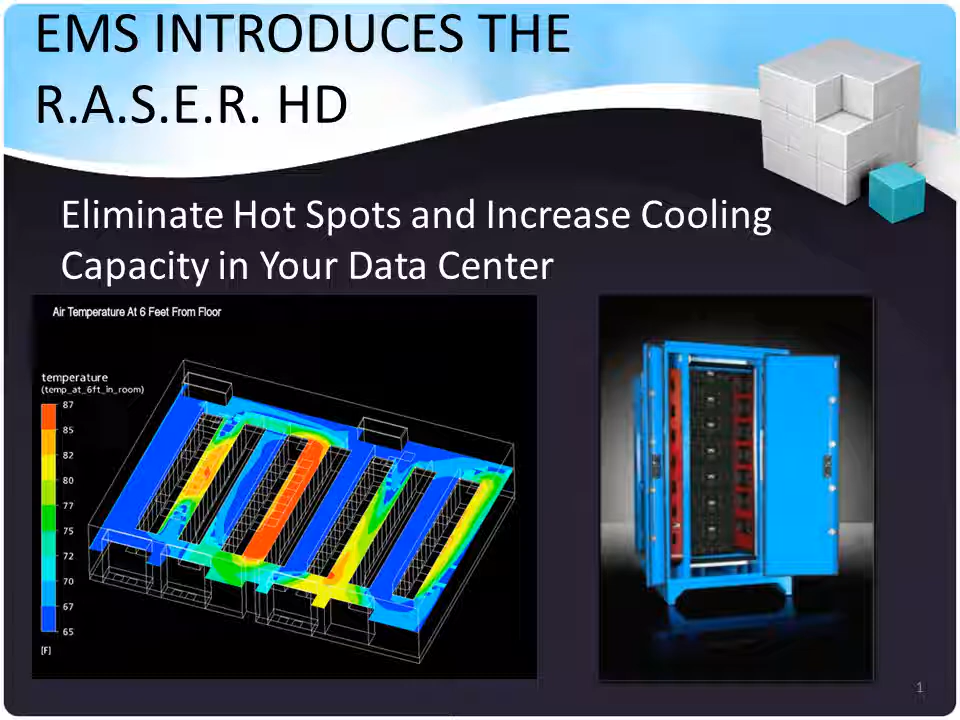 EMS INTRODUCES THE
R.A.S.E.R. HD
Eliminate Hot Spots and Increase Cooling
Capacity in Your Data Center
Air Temperature At 6 Feet From Floor
temperature
(temp_at_6ft_in_room)
87
85
82
80
77
75
72
70
67
65
[F]
1